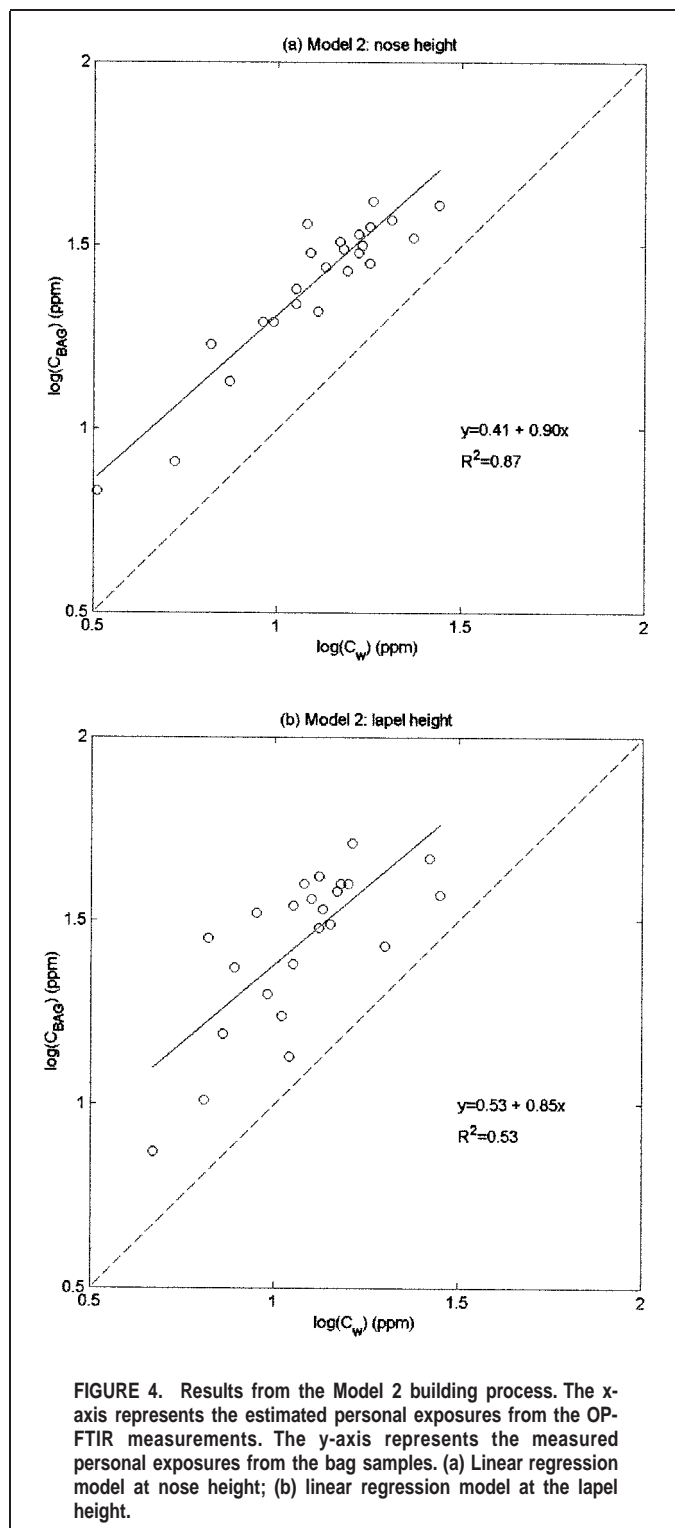 (a) Model 2: nose height
2
1.5
1
0.5
log(C_BAG) (ppm)
y=0.41 + 0.90x
R²=0.87
0.5 1 1.5 2
log(C_W) (ppm)
(b) Model 2: lapel height
2
1.5
1
0.5
log(C_BAG) (ppm)
y=0.53 + 0.85x
R²=0.53
0.5 1 1.5 2
log(C_W) (ppm)
FIGURE 4. Results from the Model 2 building process. The x-
axis represents the estimated personal exposures from the OP-
FTIR measurements. The y-axis represents the measured
personal exposures from the bag samples. (a) Linear regression
model at nose height; (b) linear regression model at the lapel
height.